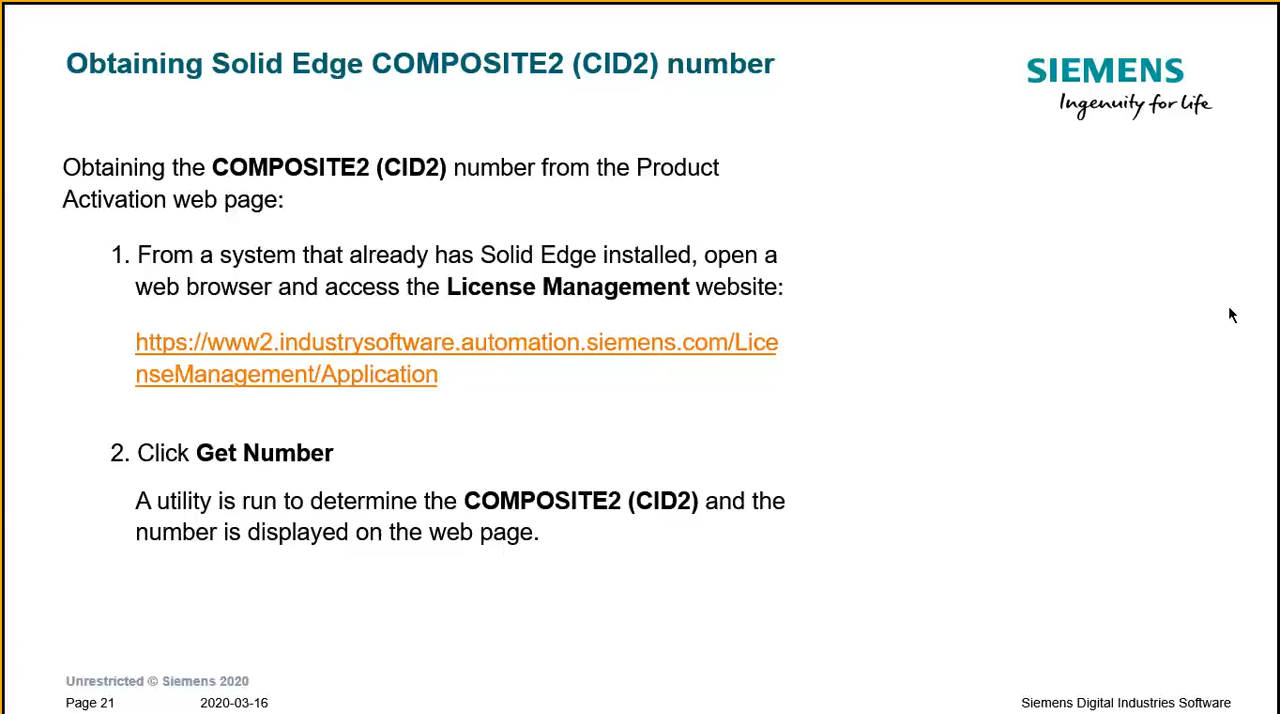 Obtaining Solid Edge COMPOSITE2 (CID2) number
SIEMENS
Ingenuity for life
Obtaining the COMPOSITE2 (CID2) number from the Product
Activation web page:
1. From a system that already has Solid Edge installed, open a
web browser and access the License Management website:
https://www2.industrysoftware.automation.siemens.com/Lice
nseManagement/Application
2. Click Get Number
A utility is run to determine the COMPOSITE2 (CID2) and the
number is displayed on the web page.
Unrestricted © Siemens 2020
Page 21 2020-03-16 Siemens Digital Industries Software